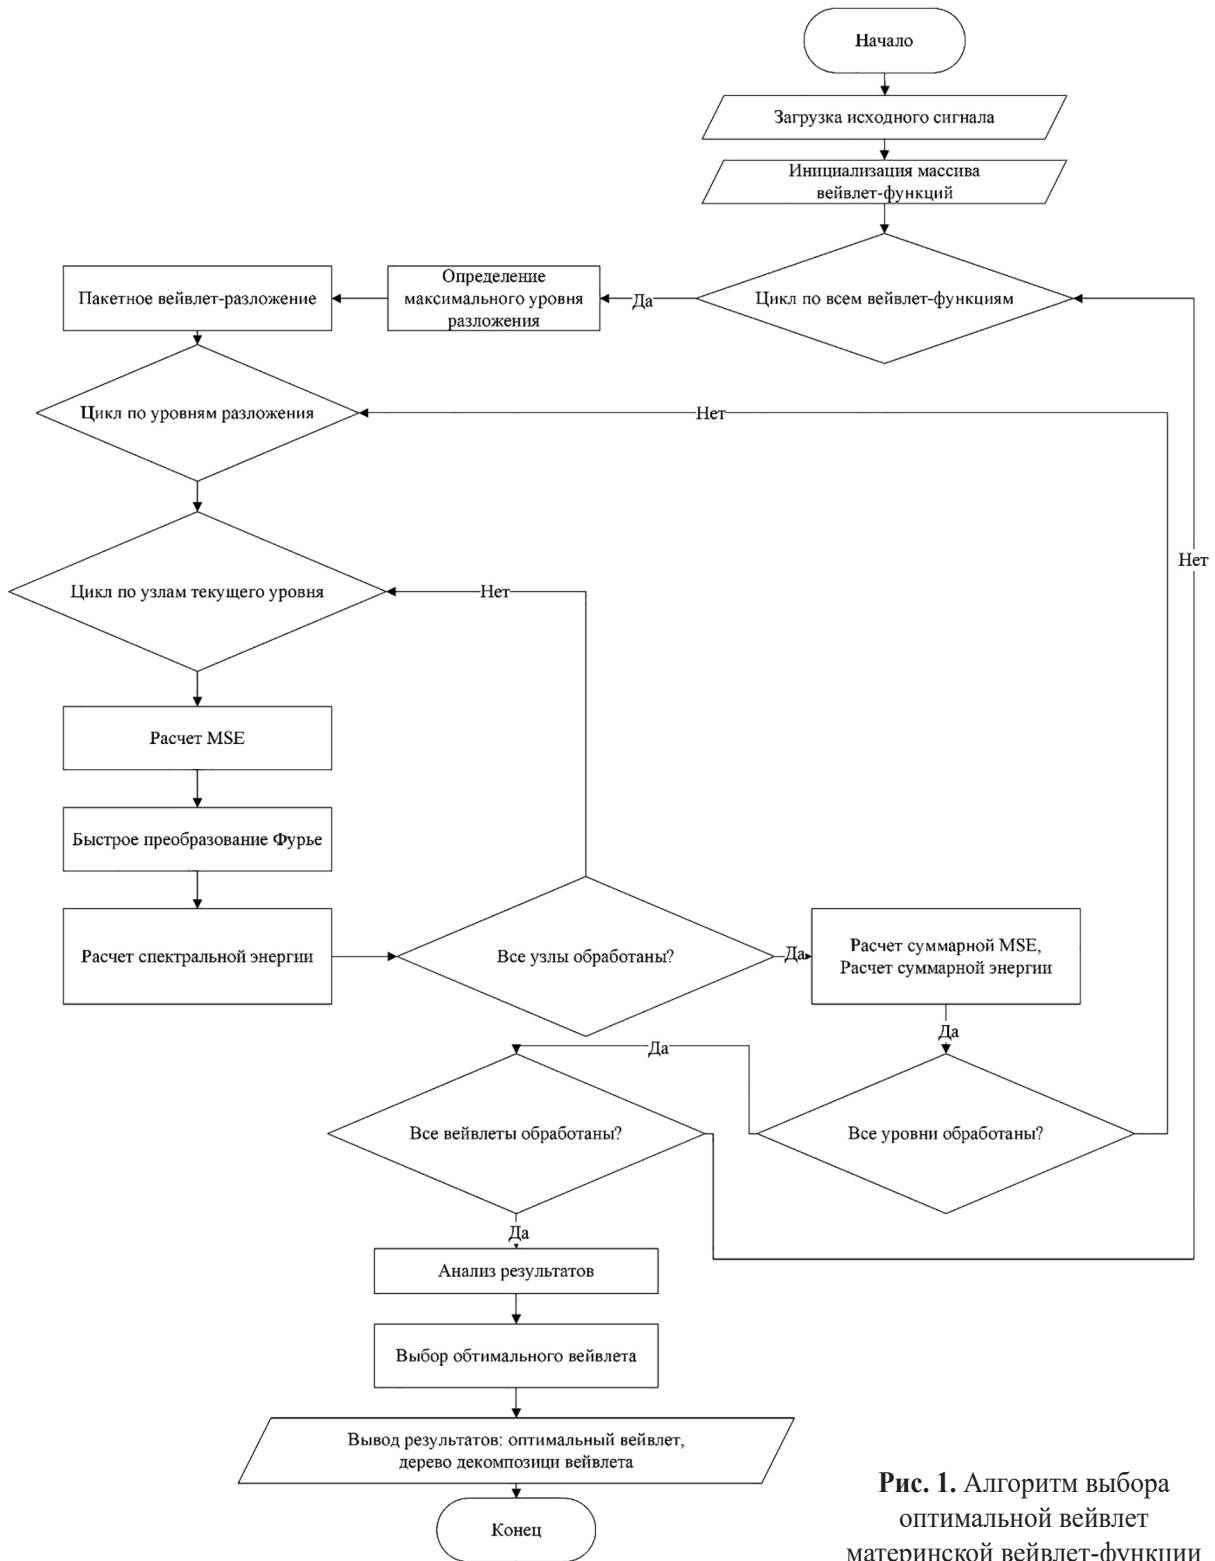 Начало
Загрузка исходного сигнала
Инициализация массива
вейвлет-функций
Цикл по всем вейвлет-функциям
Да
Определение
максимального уровня
разложения
Пакетное вейвлет-разложение
Цикл по уровням разложения
Нет
Цикл по узлам текущего уровня
Нет
Нет
Расчет MSE
Быстрое преобразование Фурье
Расчет спектральной энергии
Все узлы обработаны?
Да
Расчет суммарной MSE,
Расчет суммарной энергии
Да
Да
Все уровни обработаны?
Все вейвлеты обработаны?
Да
Анализ результатов
Выбор обтимального вейвлета
Вывод результатов: оптимальный вейвлет,
дерево декомпозици вейвлета
Конец
Рис. 1. Алгоритм выбора
оптимальной вейвлет
материнской вейвлет-функции